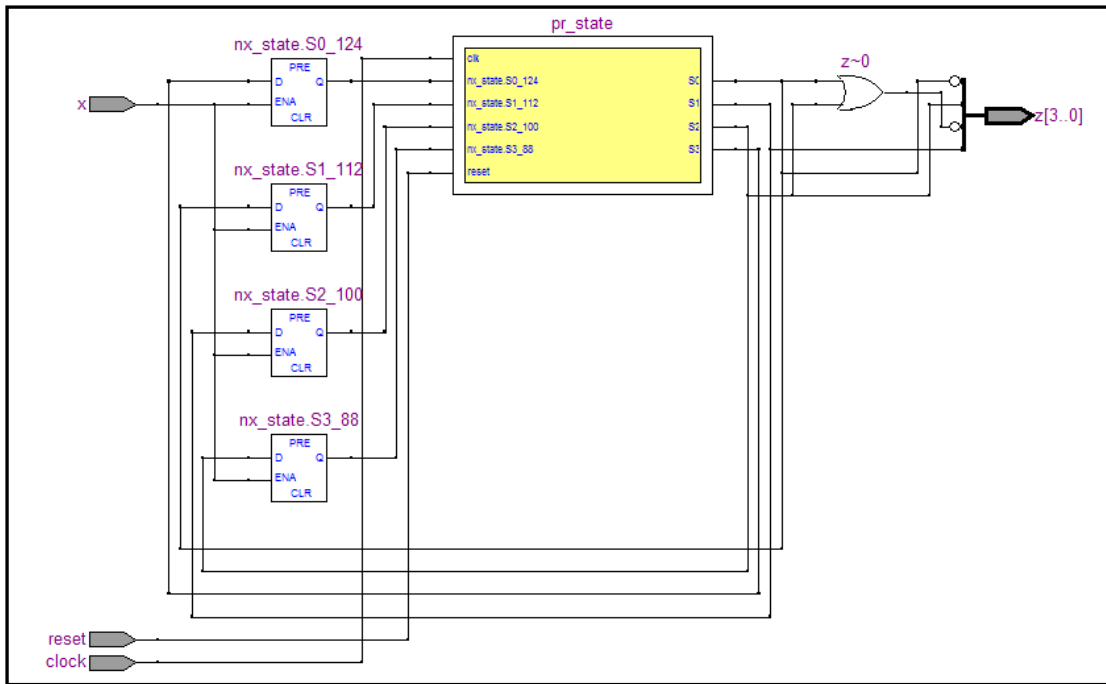 pr_state
nx_state.S0_124
PRE
D Q
ENA
CLR
x
clk
nx_state.S0_124
nx_state.S1_112
nx_state.S2_100
nx_state.S3_88
reset
S0
S1
S2
S3
z~0
z[3..0]
nx_state.S1_112
PRE
D Q
ENA
CLR
nx_state.S2_100
PRE
D Q
ENA
CLR
nx_state.S3_88
PRE
D Q
ENA
CLR
reset
clock